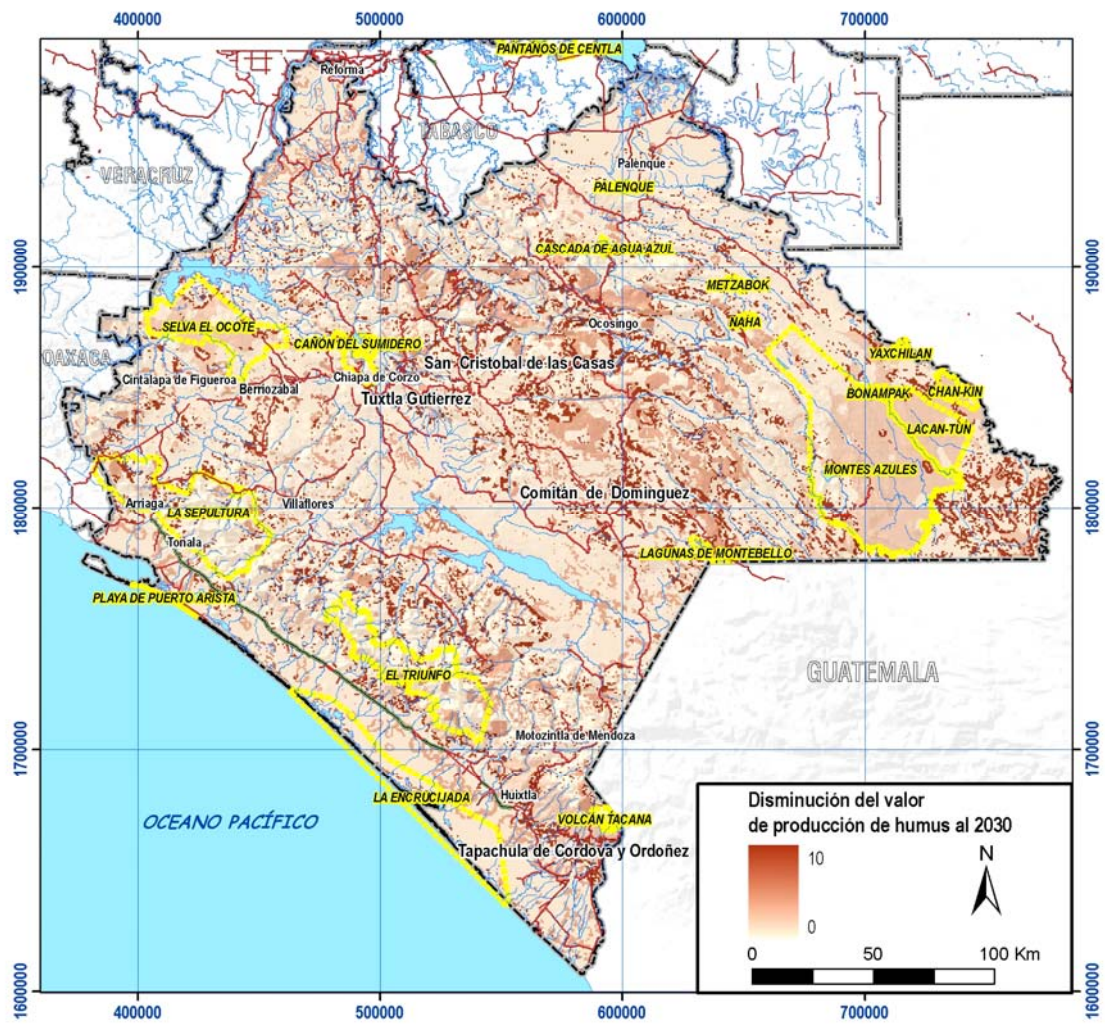 400000
500000
600000
700000
PANTANOS DE CENTLA
Reforma
TABASCO
VERACRUZ
Palenque
PALENQUE
CASCADA DE AGUA AZUL
1900000
1900000
METZABOK
NAHA
Ocosingo
SELVA EL OCOTE
CAÑON DEL SUMIDERO
YAXCHILAN
OAXACA
San Cristobal de las Casas
Cintalapa de Figueroa
Berriozabal
Chiapa de Corzo
Tuxtla Gutierrez
BONAMPAK
CHAN-KIN
LACAN-TUN
MONTES AZULES
Comitán de Dominguez
Arriaga
LA SEPULTURA
Villaflores
1800000
1800000
Tonala
LAGUNAS DE MONTEBELLO
PLAYA DE PUERTO ARISTA
EL TRIUNFO
GUATEMALA
Motozintla de Mendoza
1700000
1700000
LA ENCRUCIJADA
Huixtla
VOLCÁN TACANA
OCEANO PACÍFICO
Tapachula de Cordova y Ordoñez
Disminución del valor
de producción de humus al 2030
10
0
N
0
50
100 Km
1600000
1600000
400000
500000
600000
700000